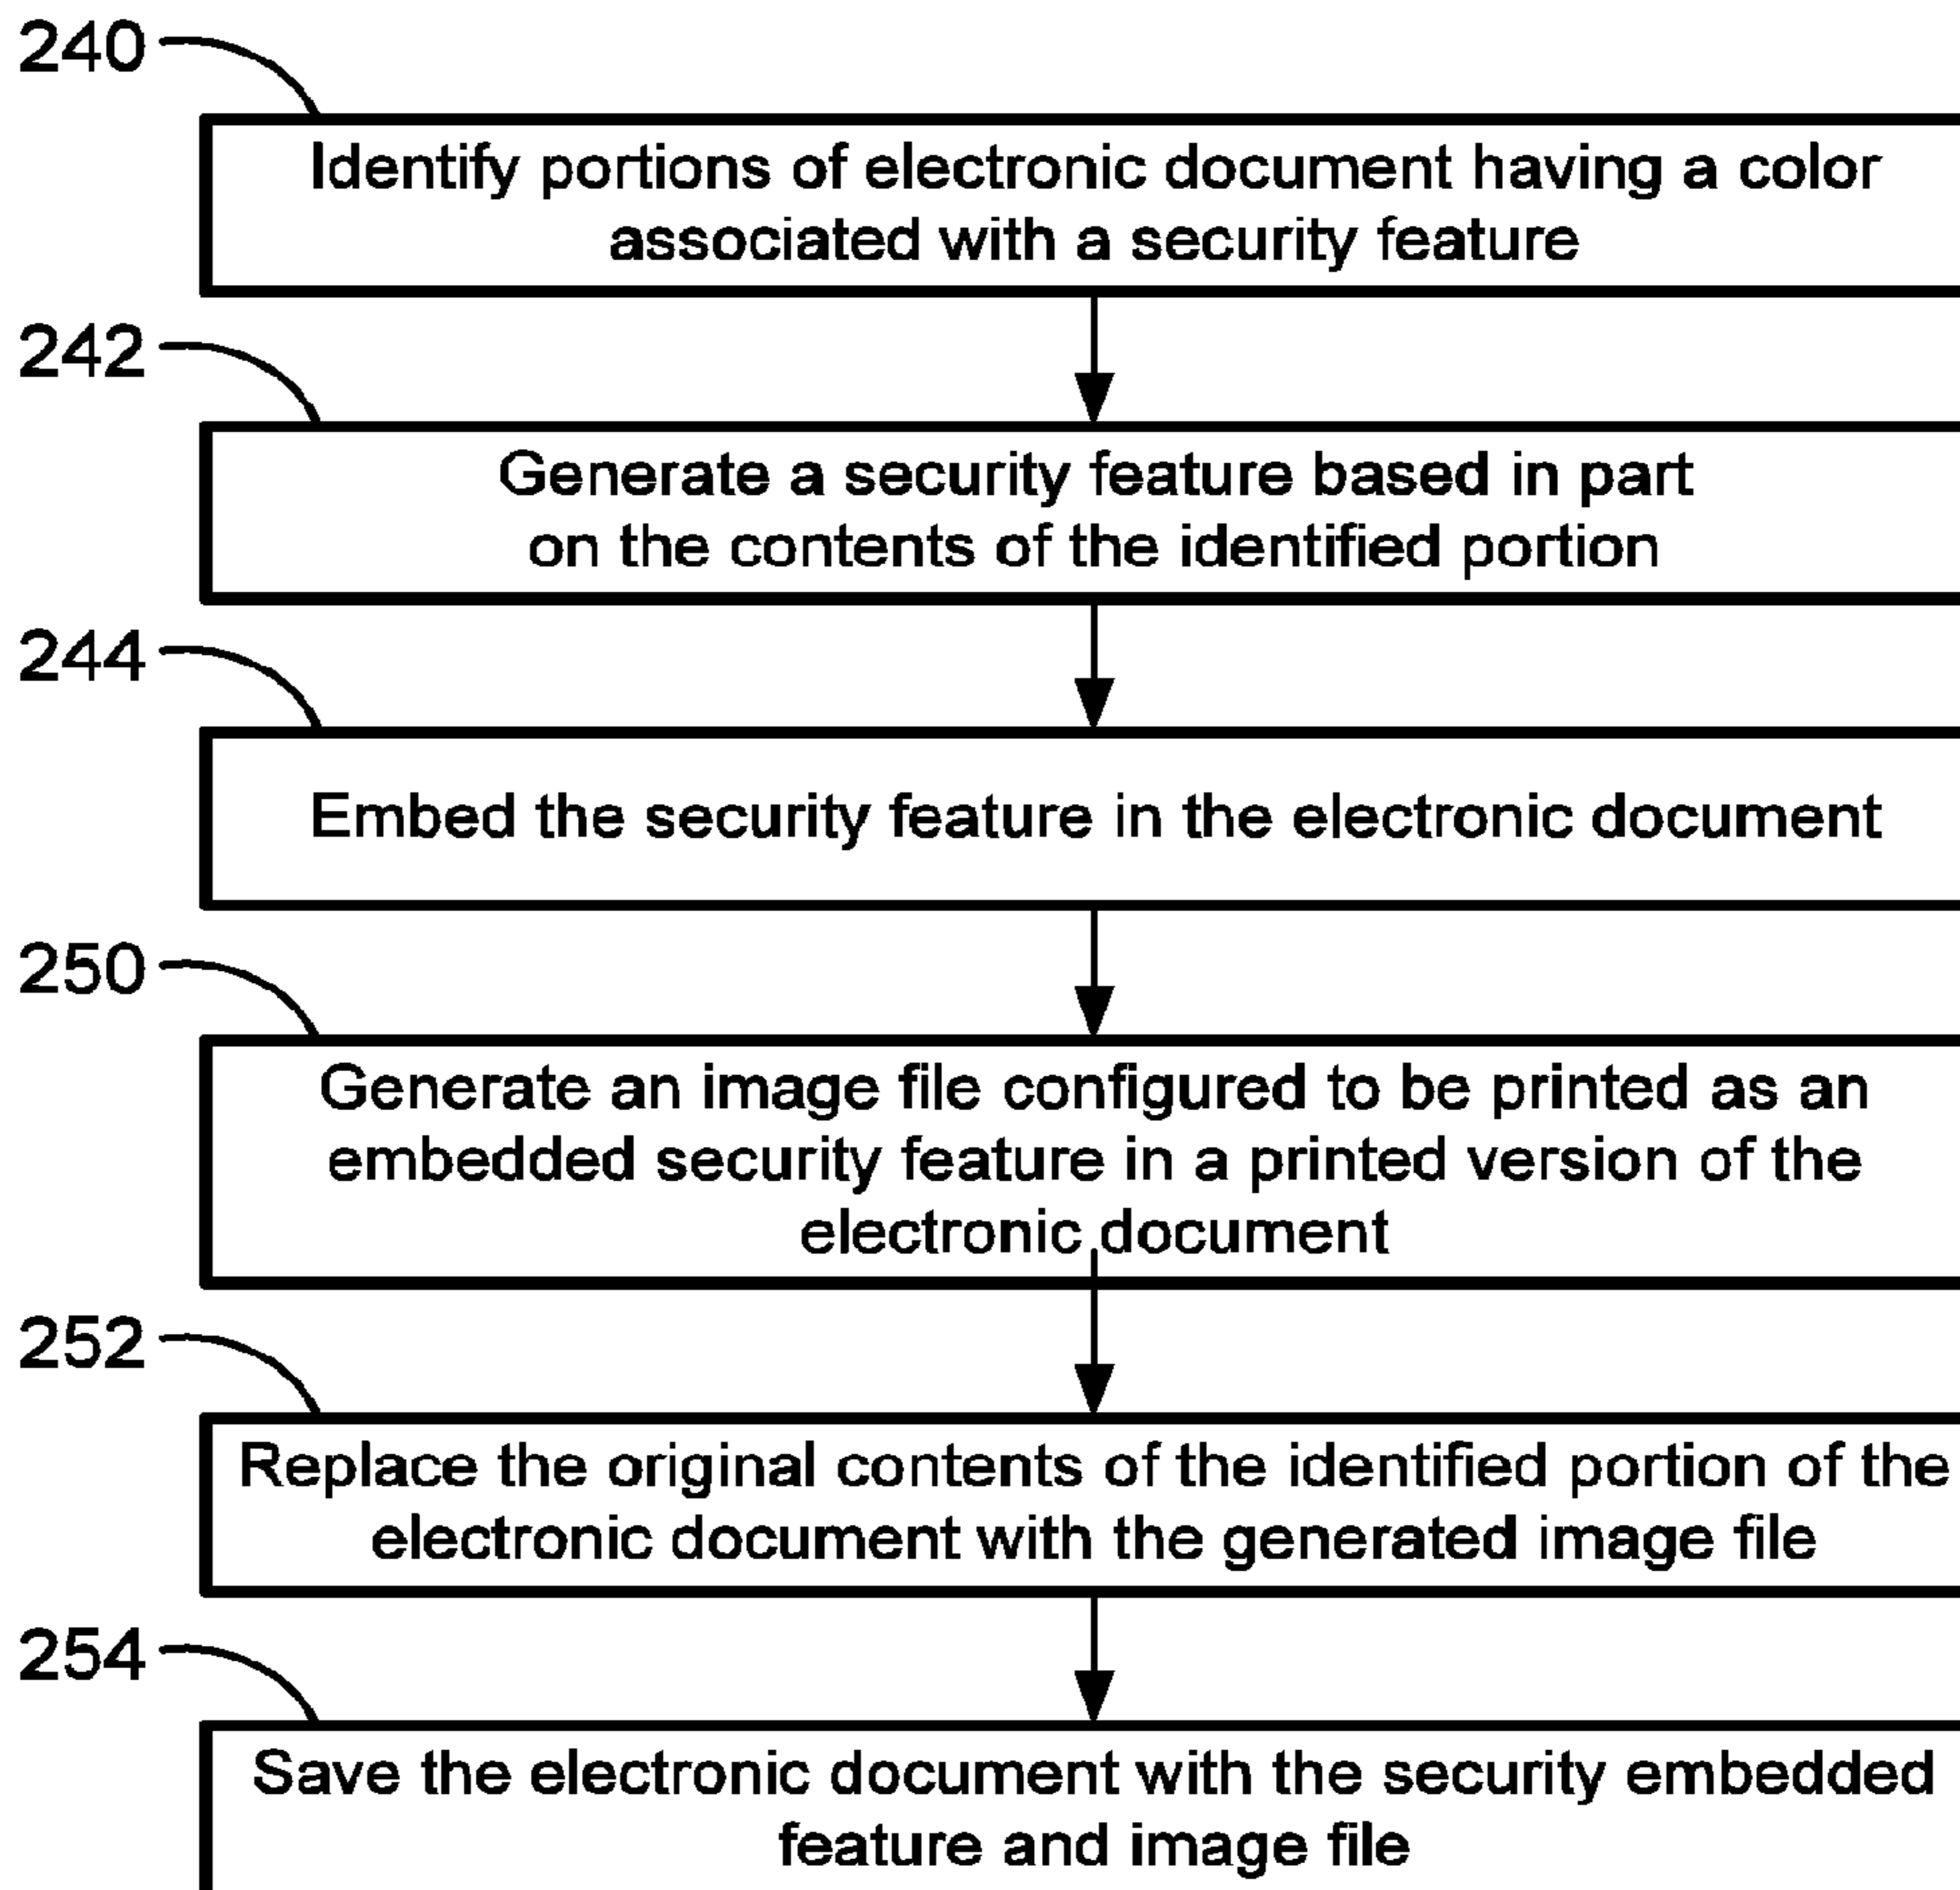 240
Identify portions of electronic document having a color
associated with a security feature
242
Generate a security feature based in part
on the contents of the identified portion
244
Embed the security feature in the electronic document
250
Generate an image file configured to be printed as an
embedded security feature in a printed version of the
electronic document
252
Replace the original contents of the identified portion of the
electronic document with the generated image file
254
Save the electronic document with the security embedded
feature and image file